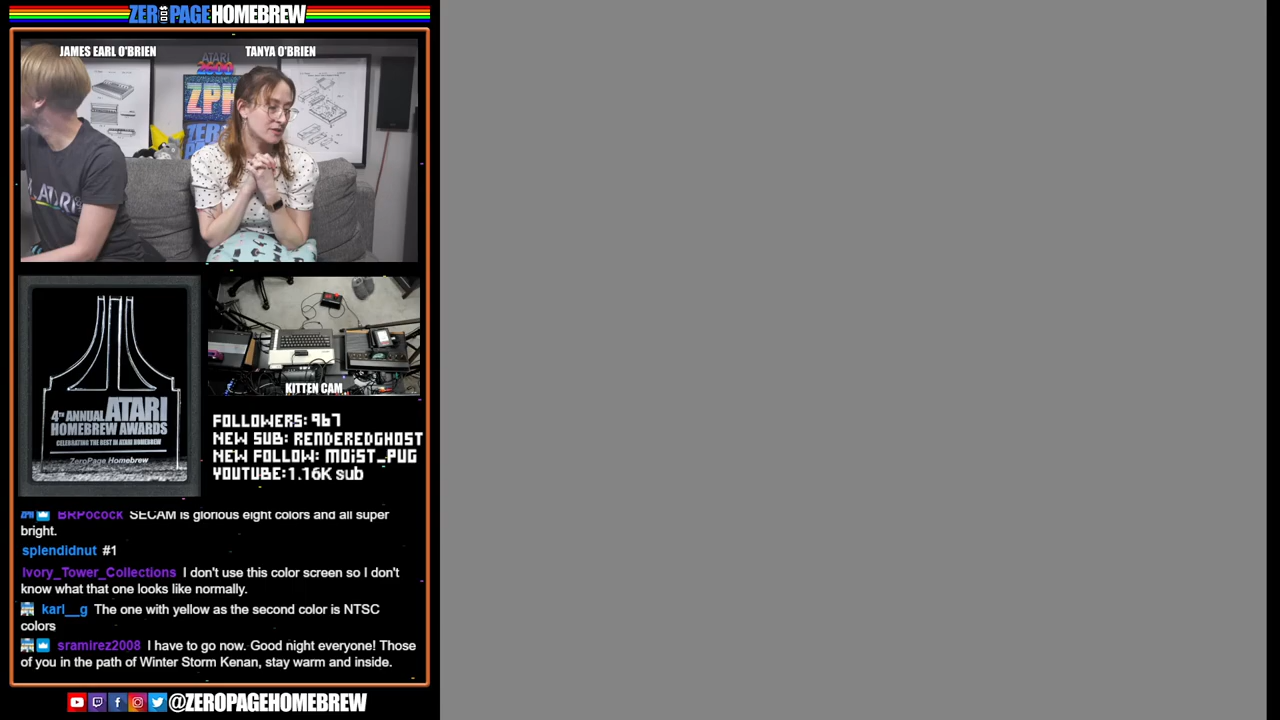 ZEROPAGE HOMEBREW
JAMES EARL O'BRIEN
TANYA O'BRIEN
ATARI
ZPH
ZERO
ATARI
4TH ANNUAL ATARI
HOMEBREW AWARDS
CELEBRATING THE BEST IN ATARI HOMEBREW
ZeroPage Homebrew
KITTEN CAM
FOLLOWERS: 967
NEW SUB: RENDEREDGHOST
NEW FOLLOW: MOIST_PUG
YOUTUBE: 1.16K sub
BRPocock SECAM is glorious eight colors and all super
bright.
splendidnut #1
Ivory_Tower_Collections I don't use this color screen so I don't
know what that one looks like normally.
karl__g The one with yellow as the second color is NTSC
colors
sramirez2008 I have to go now. Good night everyone! Those
of you in the path of Winter Storm Kenan, stay warm and inside.
@ZEROPAGEHOMEBREW